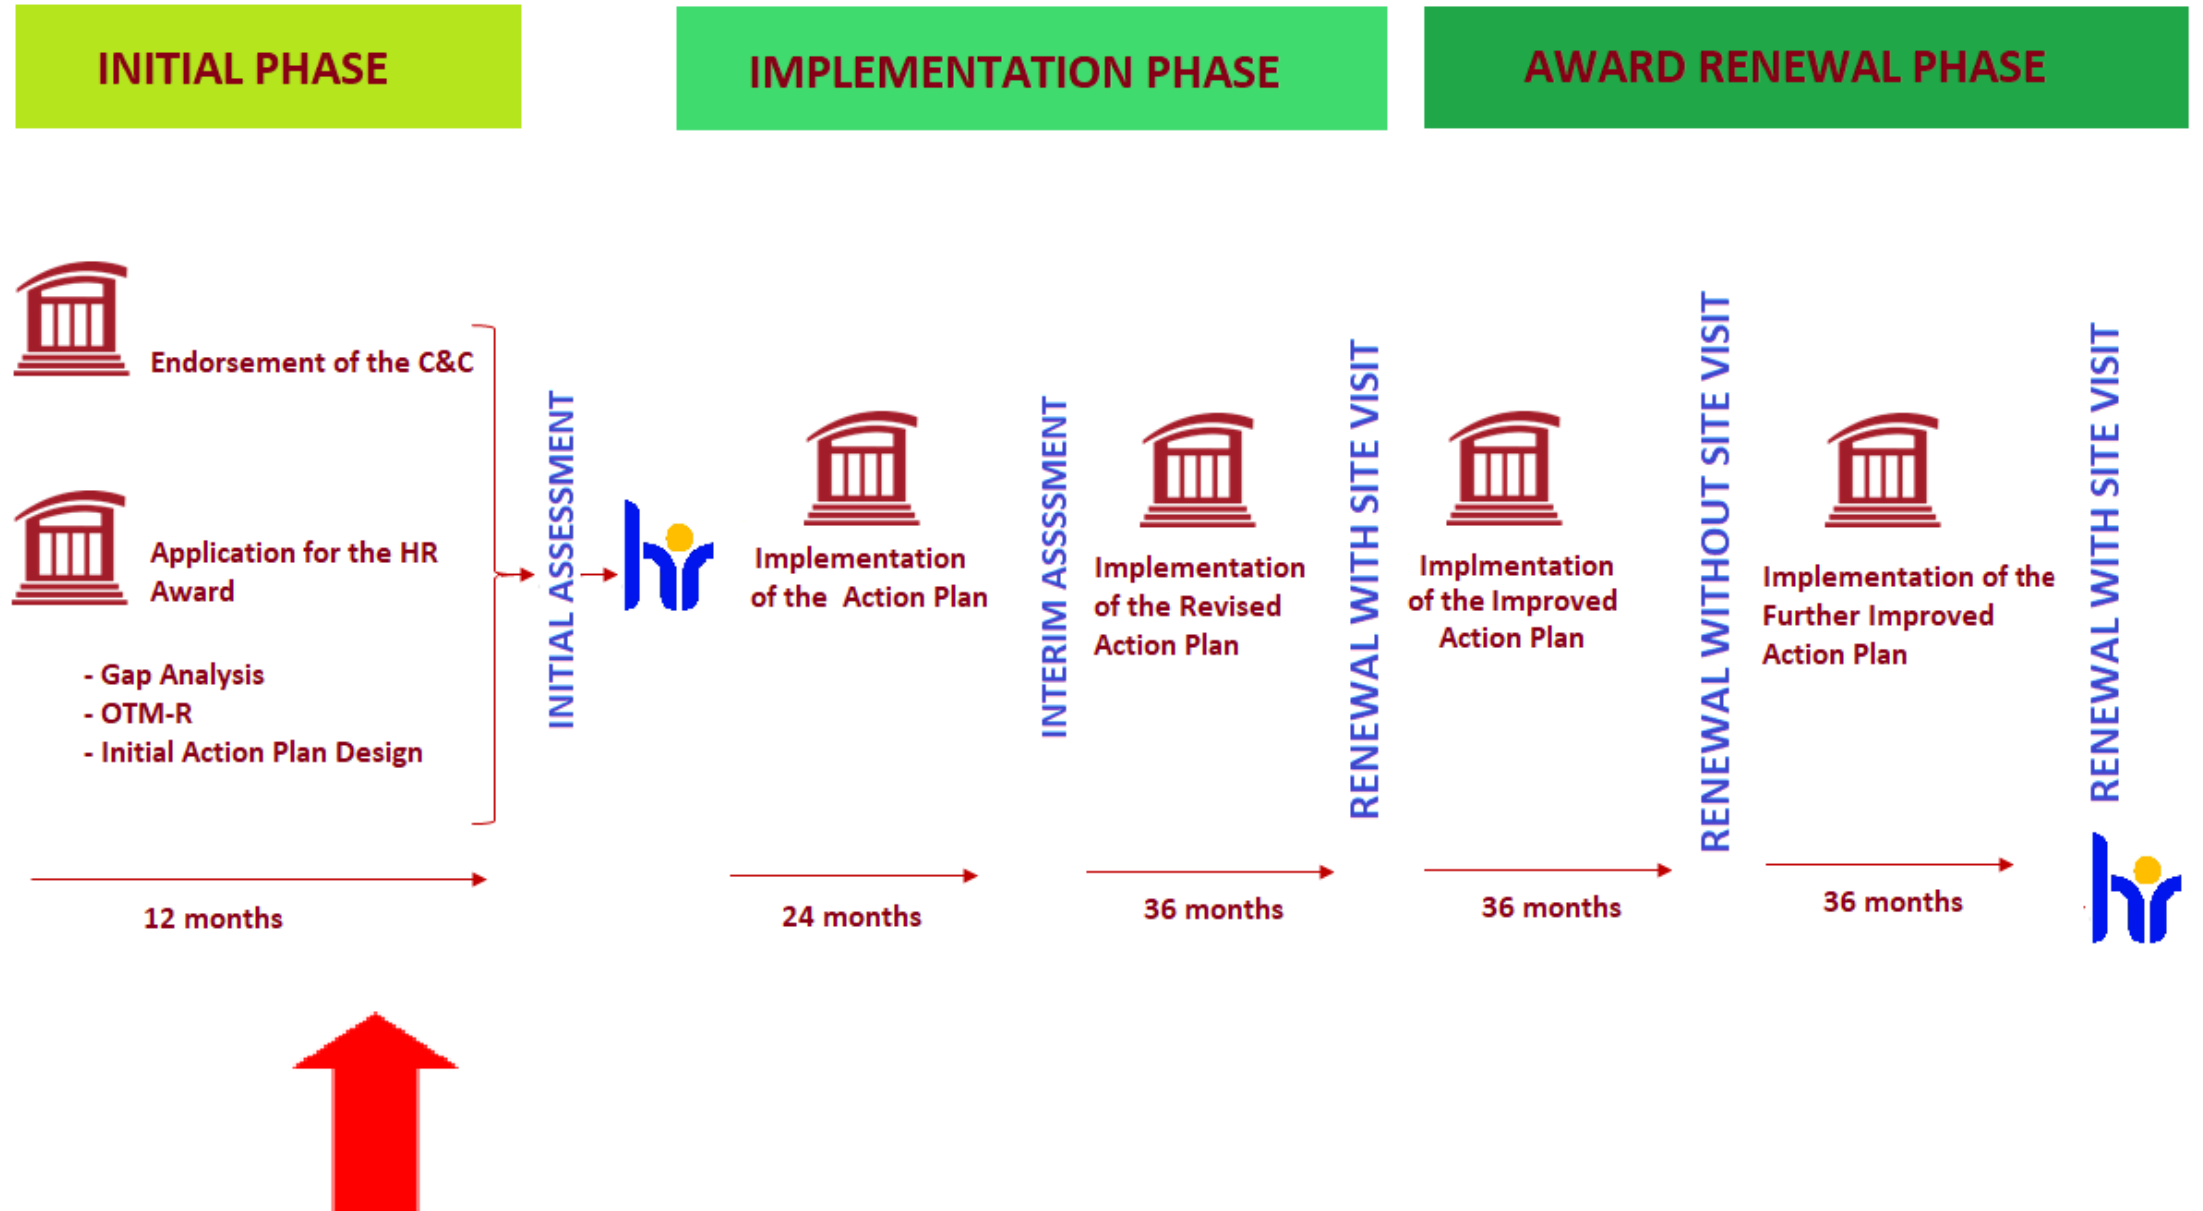 INITIAL PHASE
IMPLEMENTATION PHASE
AWARD RENEWAL PHASE
Endorsement of the C&C
Application for the HR
Award
- Gap Analysis
- OTM-R
- Initial Action Plan Design
12 months
INITIAL ASSESSMENT
hr
Implementation
of the Action Plan
24 months
INTERIM ASSSSMENT
Implementation
of the Revised
Action Plan
36 months
RENEWAL WITH SITE VISIT
Implmentation
of the Improved
Action Plan
36 months
RENEWAL WITHOUT SITE VISIT
Implementation of the
Further Improved
Action Plan
36 months
RENEWAL WITH SITE VISIT
hr